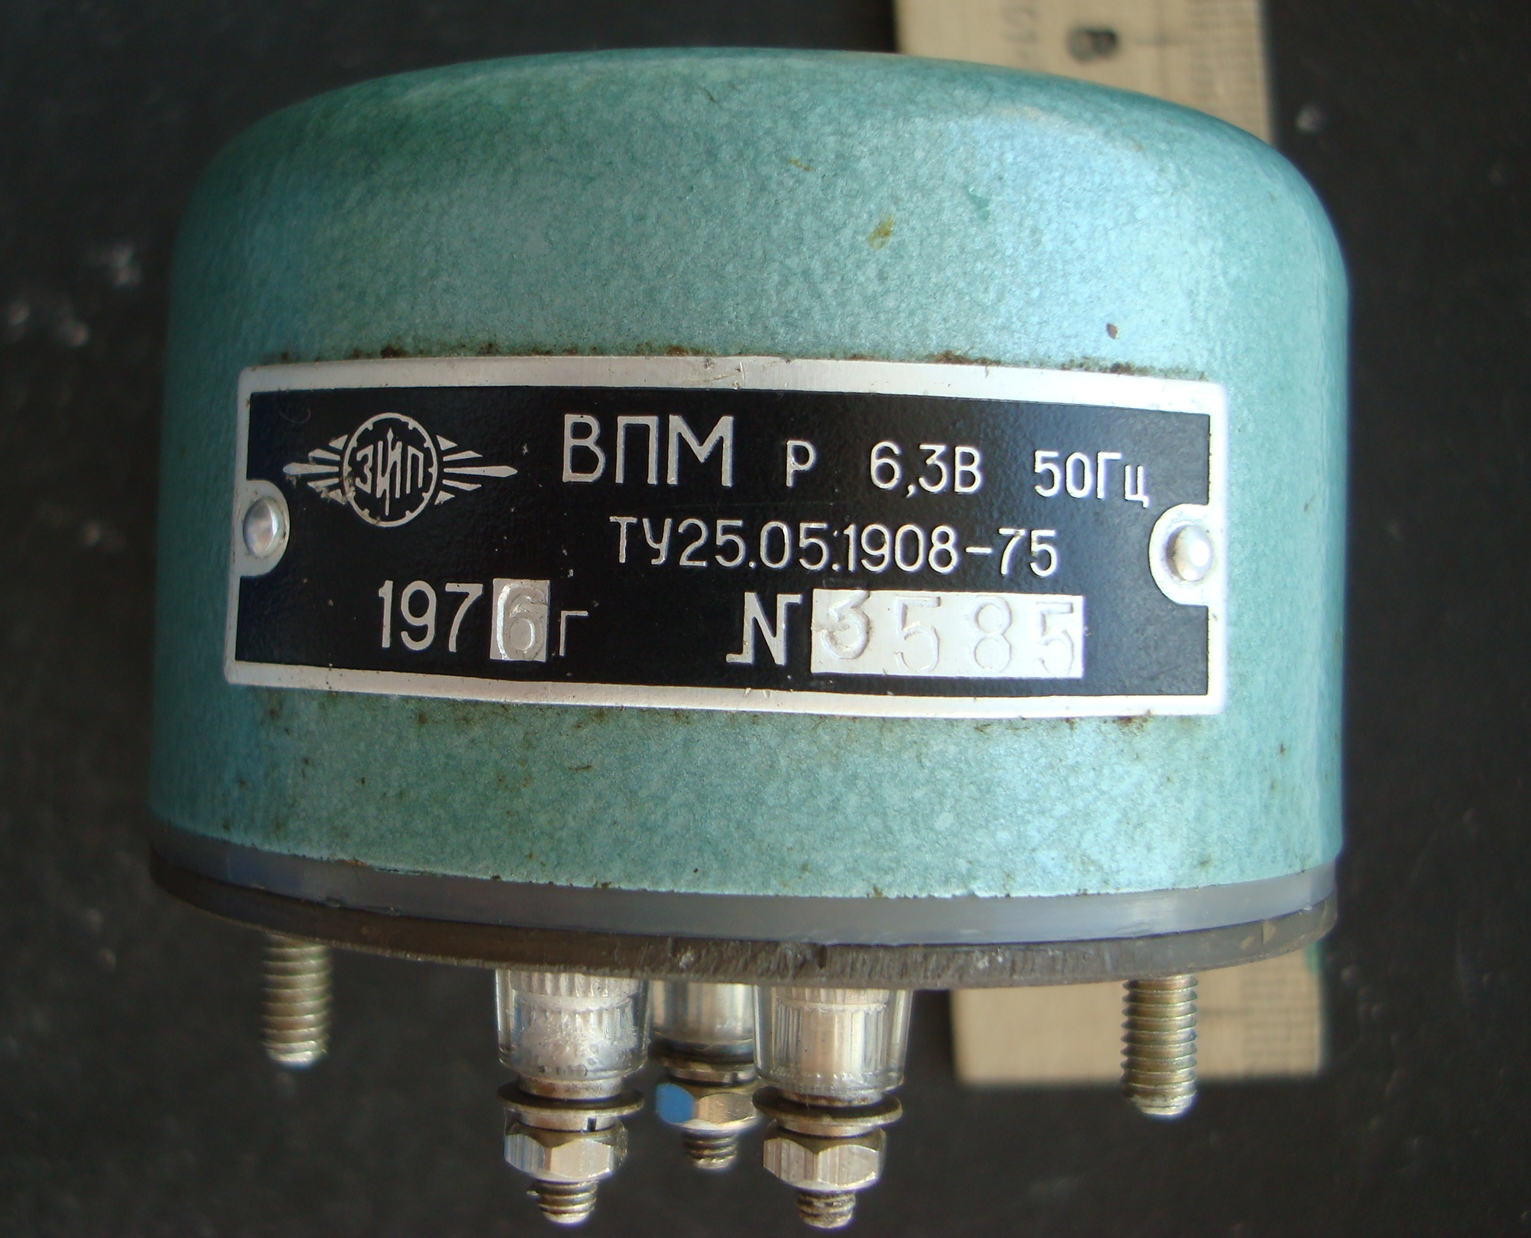 ЗИП ВПМ Р 6,3В 50Гц
ТУ25.05.1908-75
1976г № 3585